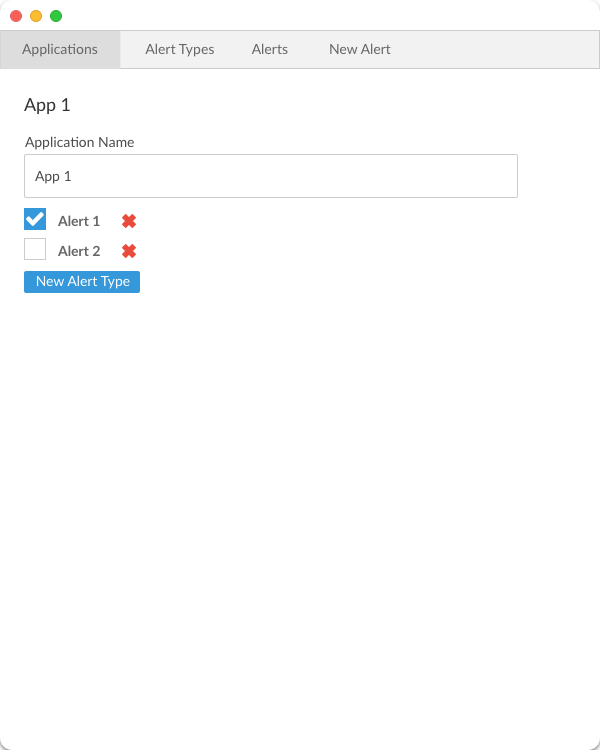 Applications Alert Types Alerts New Alert
App 1
Application Name
App 1
Alert 1
Alert 2
New Alert Type